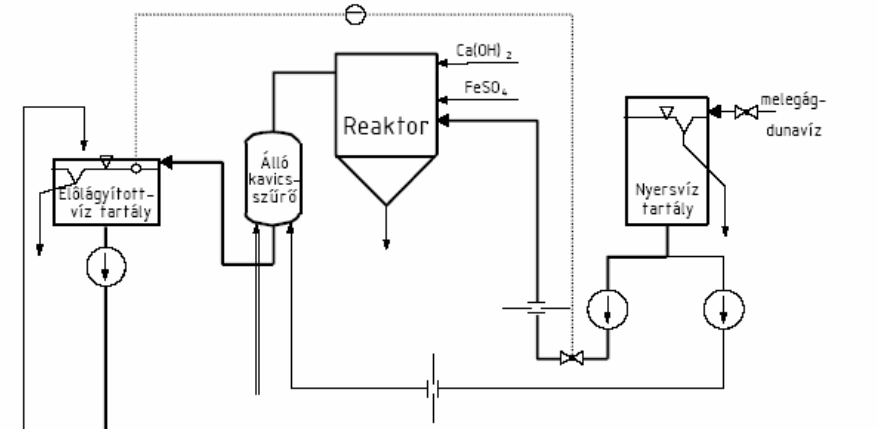 Ca(OH) 2
FeSO4
Reaktor
melegág-
dunavíz
Álló
kavics-
szűrő
Előlágyított-
víz tartály
Nyersvíz
tartály